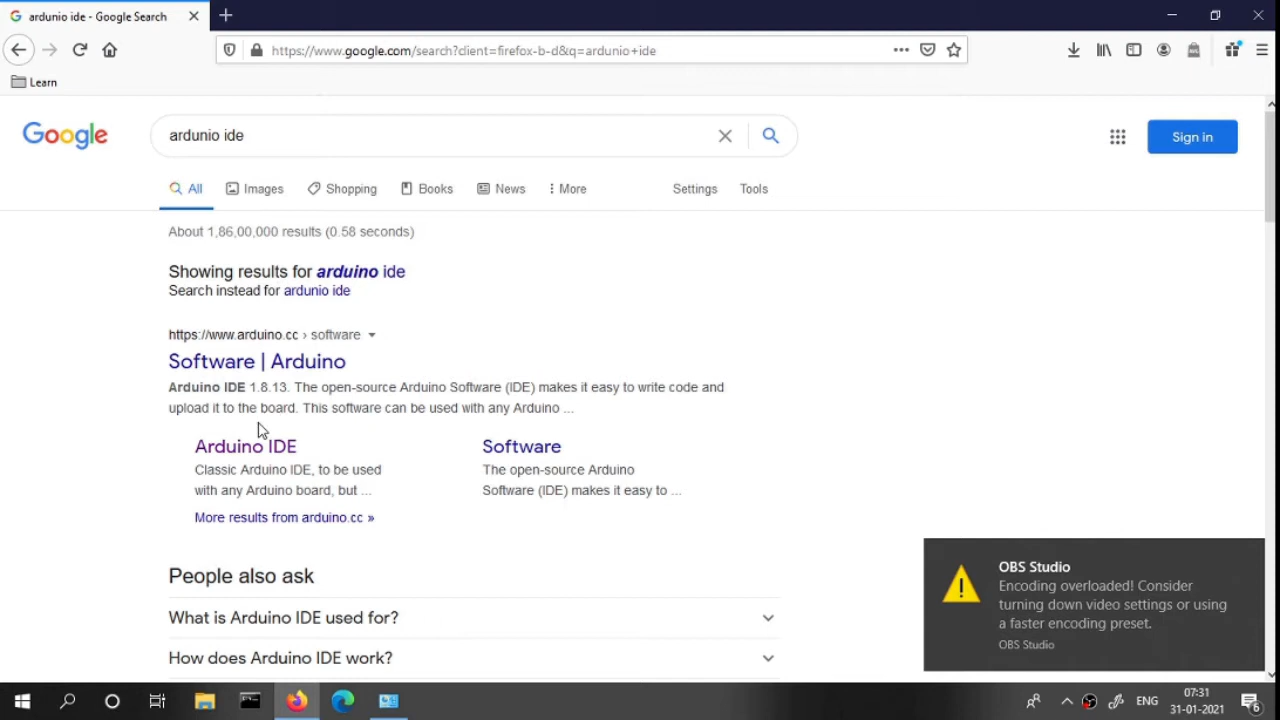 ardunio ide - Google Search
https://www.google.com/search?client=firefox-b-d&q=ardunio+ide
Learn
Google
ardunio ide
Sign in
All
Images
Shopping
Books
News
More
Settings
Tools
About 1,86,00,000 results (0.58 seconds)
Showing results for arduino ide
Search instead for ardunio ide
https://www.arduino.cc › software
Software | Arduino
Arduino IDE 1.8.13. The open-source Arduino Software (IDE) makes it easy to write code and
upload it to the board. This software can be used with any Arduino ...
Arduino IDE
Classic Arduino IDE, to be used
with any Arduino board, but ...
Software
The open-source Arduino
Software (IDE) makes it easy to ...
More results from arduino.cc »
People also ask
What is Arduino IDE used for?
How does Arduino IDE work?
OBS Studio
Encoding overloaded! Consider
turning down video settings or using
a faster encoding preset.
OBS Studio
ENG
07:31
31-01-2021
6